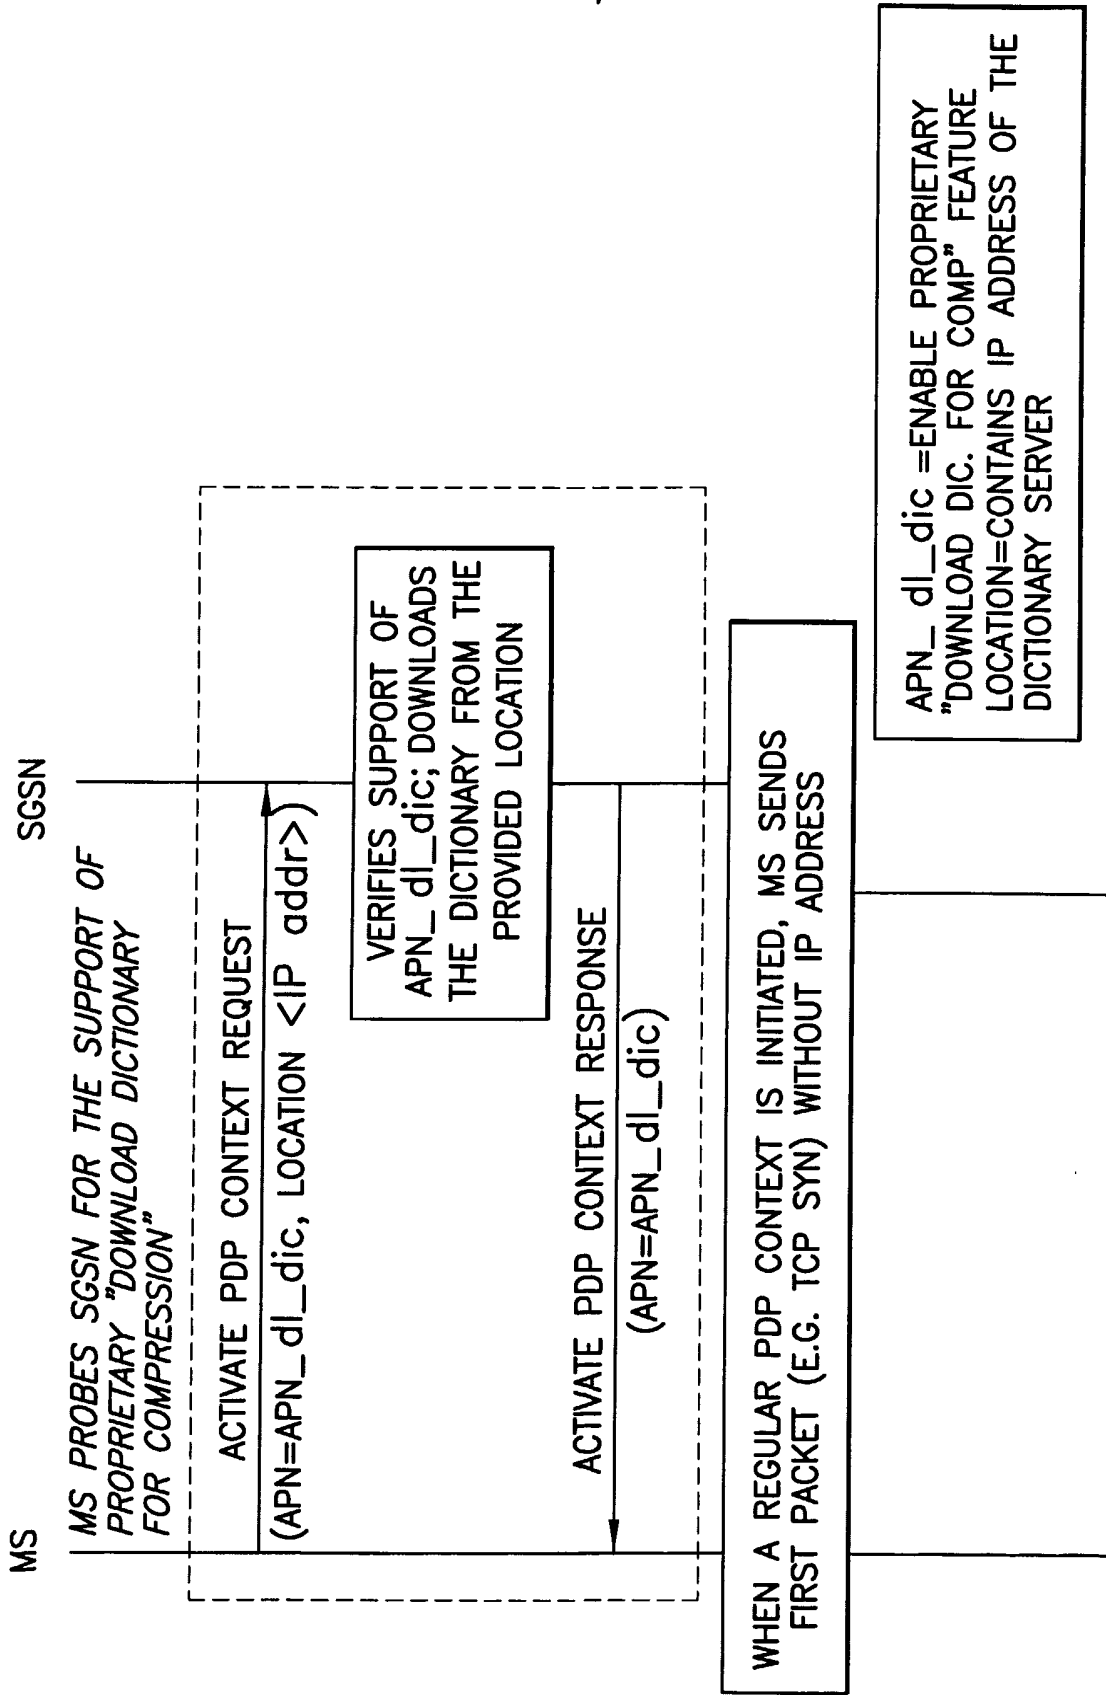 MS
SGSN
MS PROBES SGSN FOR THE SUPPORT OF
PROPRIETARY "DOWNLOAD DICTIONARY
FOR COMPRESSION"
ACTIVATE PDP CONTEXT REQUEST
(APN=APN_dl_dic, LOCATION <IP addr>)
VERIFIES SUPPORT OF
APN_dl_dic; DOWNLOADS
THE DICTIONARY FROM THE
PROVIDED LOCATION
ACTIVATE PDP CONTEXT RESPONSE
(APN=APN_dl_dic)
WHEN A REGULAR PDP CONTEXT IS INITIATED, MS SENDS
FIRST PACKET (E.G. TCP SYN) WITHOUT IP ADDRESS
APN_ dl_dic =ENABLE PROPRIETARY
"DOWNLOAD DIC. FOR COMP" FEATURE
LOCATION=CONTAINS IP ADDRESS OF THE
DICTIONARY SERVER